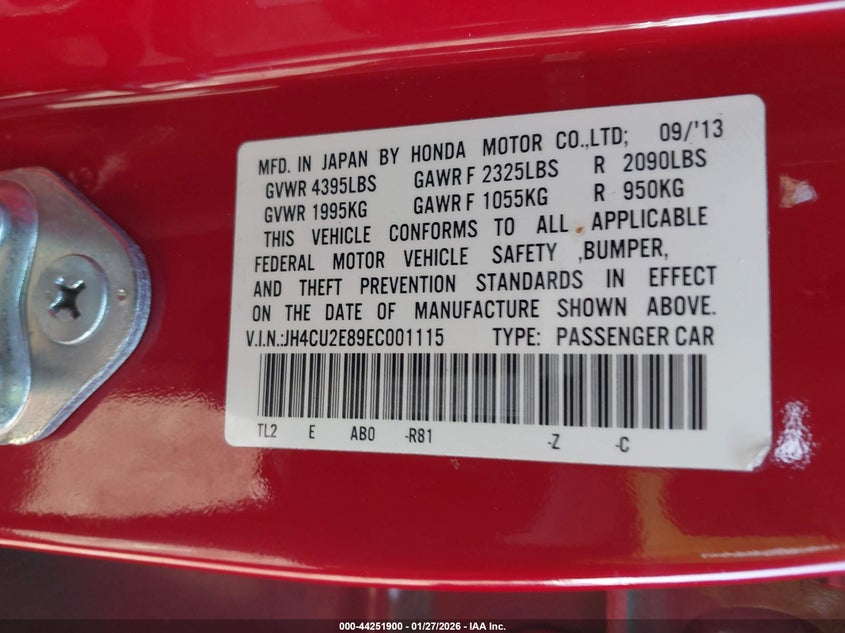 MFD. IN JAPAN BY HONDA MOTOR CO.,LTD; 09/'13
GVWR 4395LBS GAWR F 2325LBS R 2090LBS
GVWR 1995KG GAWR F 1055KG R 950KG
THIS VEHICLE CONFORMS TO ALL APPLICABLE
FEDERAL MOTOR VEHICLE SAFETY ,BUMPER,
AND THEFT PREVENTION STANDARDS IN EFFECT
ON THE DATE OF MANUFACTURE SHOWN ABOVE.
V.I.N.:JH4CU2E89EC001115 TYPE: PASSENGER CAR
TL2 E AB0 -R81 -Z -C
000-44251900 - 01/27/2026 - IAA Inc.